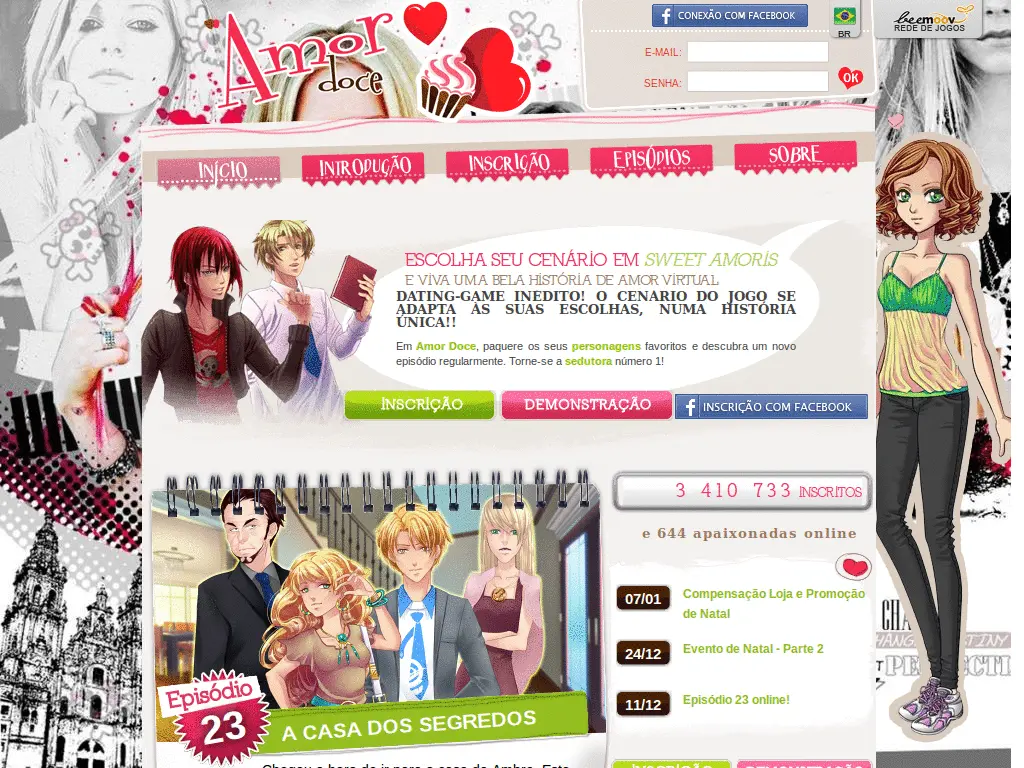 Amor
doce
CONEXÃO COM FACEBOOK
BR
beemoov
REDE DE JOGOS
E-MAIL:
SENHA:
OK
INÍCIO
INTRODUÇÃO
INSCRIÇÃO
EPISÓDIOS
SOBRE
ESCOLHA SEU CENÁRIO EM SWEET AMORIS
E VIVA UMA BELA HISTÓRIA DE AMOR VIRTUAL
DATING-GAME INEDITO! O CENARIO DO JOGO SE
ADAPTA ÀS SUAS ESCOLHAS, NUMA HISTÓRIA
ÚNICA!!
Em Amor Doce, paquere os seus personagens favoritos e descubra um novo
episódio regularmente. Torne-se a sedutora número 1!
INSCRIÇÃO
DEMONSTRAÇÃO
INSCRIÇÃO COM FACEBOOK
3 410 733 INSCRITOS
e 644 apaixonadas online
07/01
Compensação Loja e Promoção
de Natal
24/12
Evento de Natal - Parte 2
11/12
Episódio 23 online!
Episódio
23
A CASA DOS SEGREDOS
INSCRIÇÃO
DEMONSTRAÇÃO